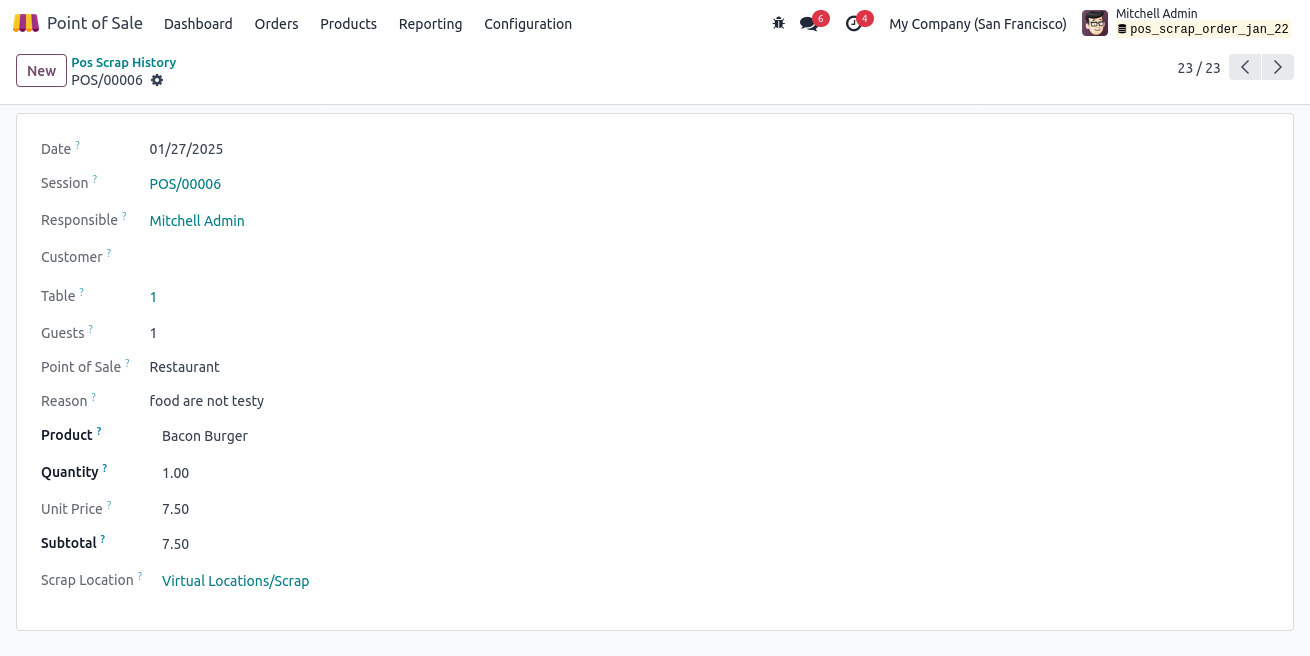 Point of Sale Dashboard Orders Products Reporting Configuration 6 4 My Company (San Francisco) Mitchell Admin
pos_scrap_order_jan_22
New Pos Scrap History
POS/00006 23 / 23
Date ? 01/27/2025
Session ? POS/00006
Responsible ? Mitchell Admin
Customer ?
Table ? 1
Guests ? 1
Point of Sale ? Restaurant
Reason ? food are not testy
Product ? Bacon Burger
Quantity ? 1.00
Unit Price ? 7.50
Subtotal ? 7.50
Scrap Location ? Virtual Locations/Scrap